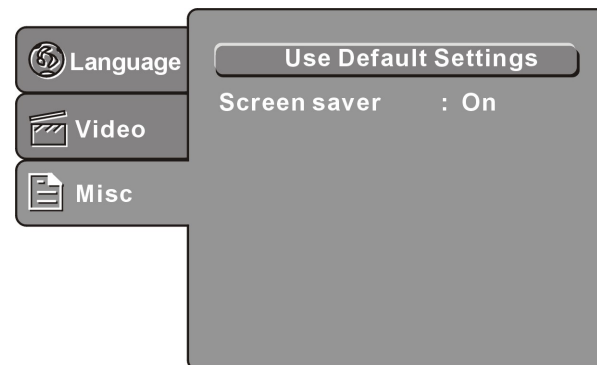 Language
Video
Misc
Use Default Settings
Screen saver : On